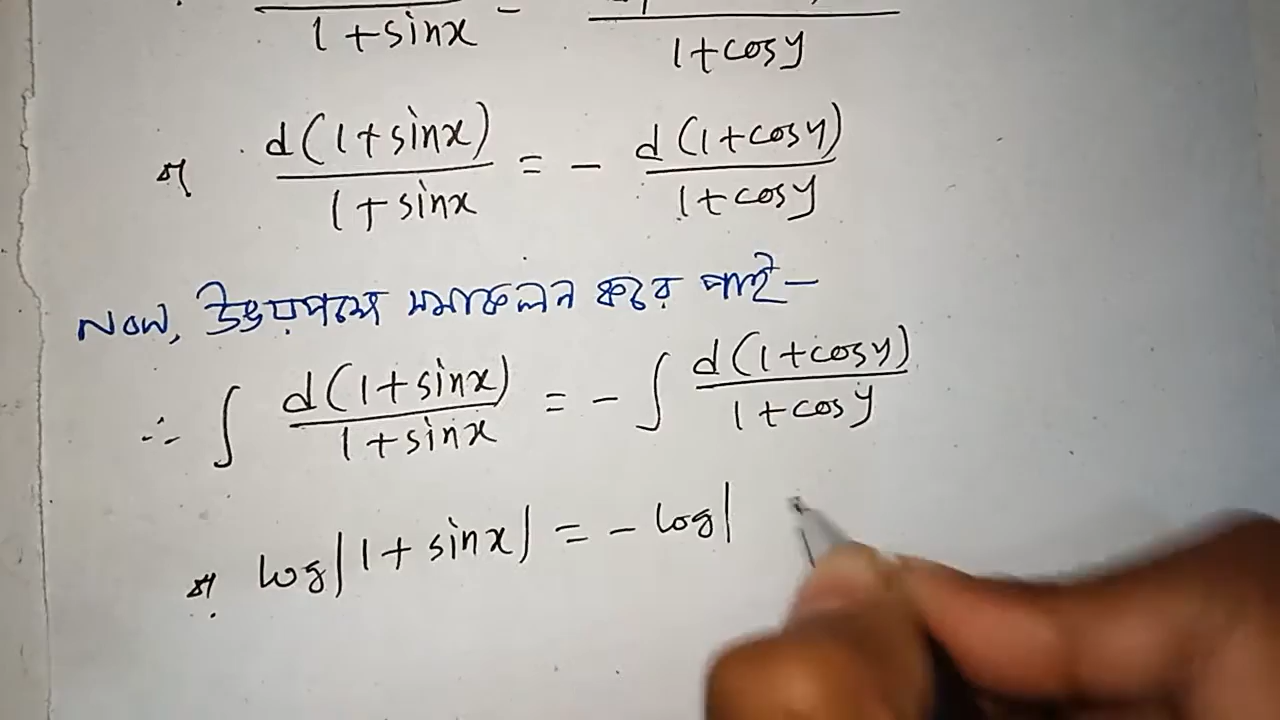 1+sinx - 1+cosy
বা d(1+sinx)/1+sinx = - d(1+cosy)/1+cosy
Now, উভয়পক্ষে সমাকলন করে পাই-
∴ ∫ d(1+sinx)/1+sinx = - ∫ d(1+cosy)/1+cosy
বা, log|1+sinx| = - log|